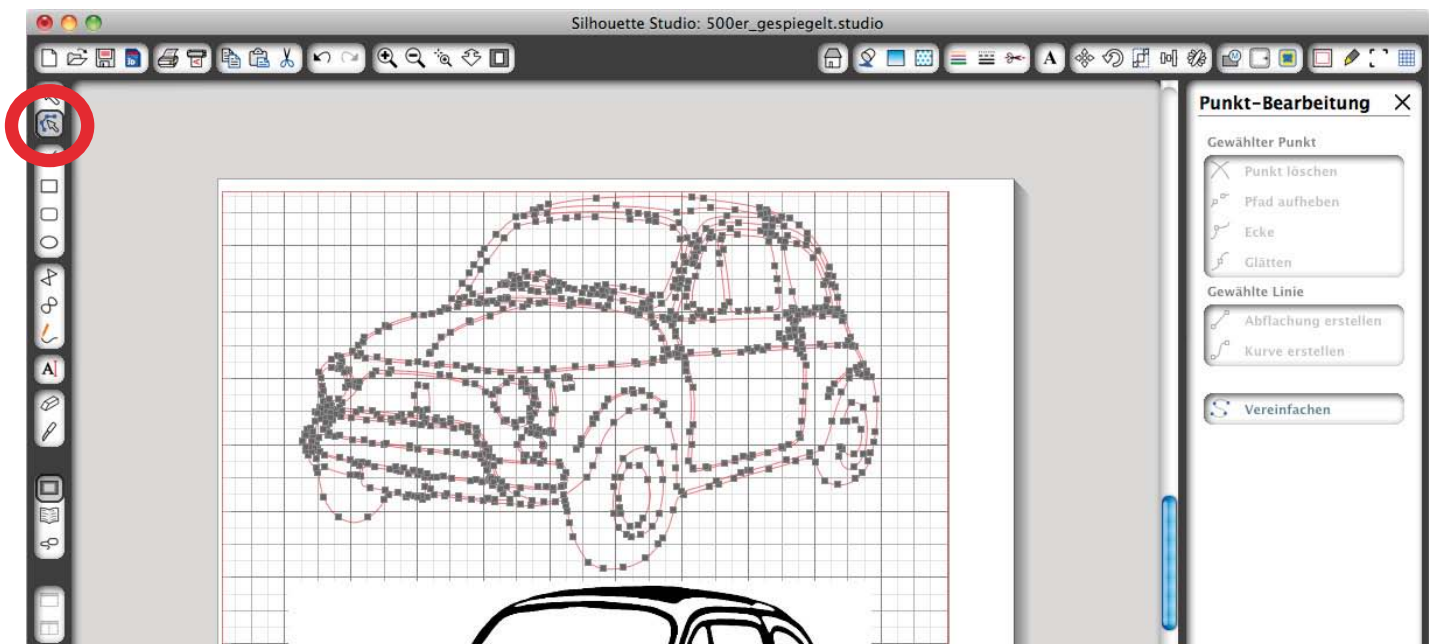 Silhouette Studio: 500er_gespiegelt.studio
A
Punkt-Bearbeitung
Gewählter Punkt
Punkt löschen
Pfad aufheben
Ecke
Glätten
Gewählte Linie
Abflachung erstellen
Kurve erstellen
Vereinfachen
A